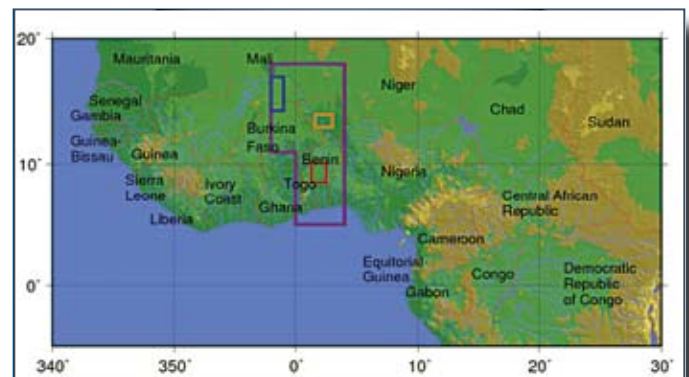 20˚
Mauritania
Mali
Niger
Chad
Senegal
Gambia
Sudan
Guinea-
Bissau
Burkina
Faso
Guinea
10˚
Benin
Nigeria
Sierra
Leone
Ivory
Coast
Togo
Ghana
Liberia
Central African
Republic
Cameroon
Equitorial
Guinea
Congo
Gabon
Democratic
Republic
of Congo
0˚
340˚
350˚
0˚
10˚
20˚
30˚